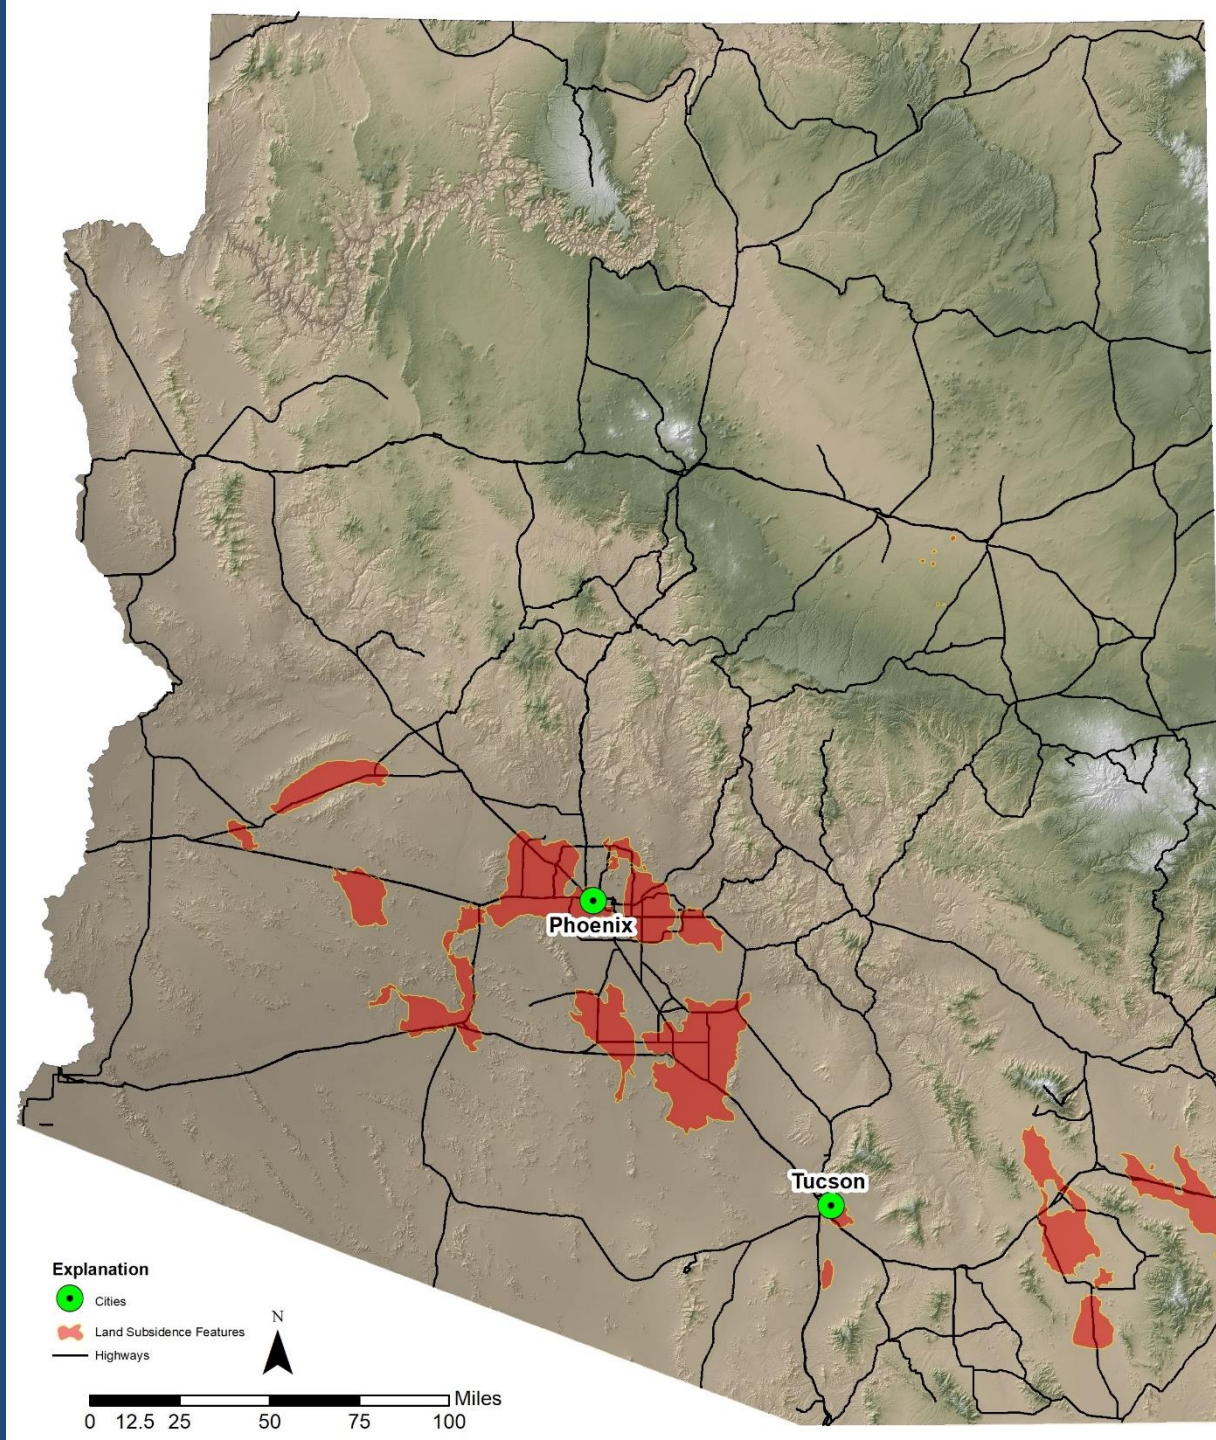 Phoenix
Tucson
Explanation
Cities
Land Subsidence Features
Highways
N
Miles
0 12.5 25 50 75 100